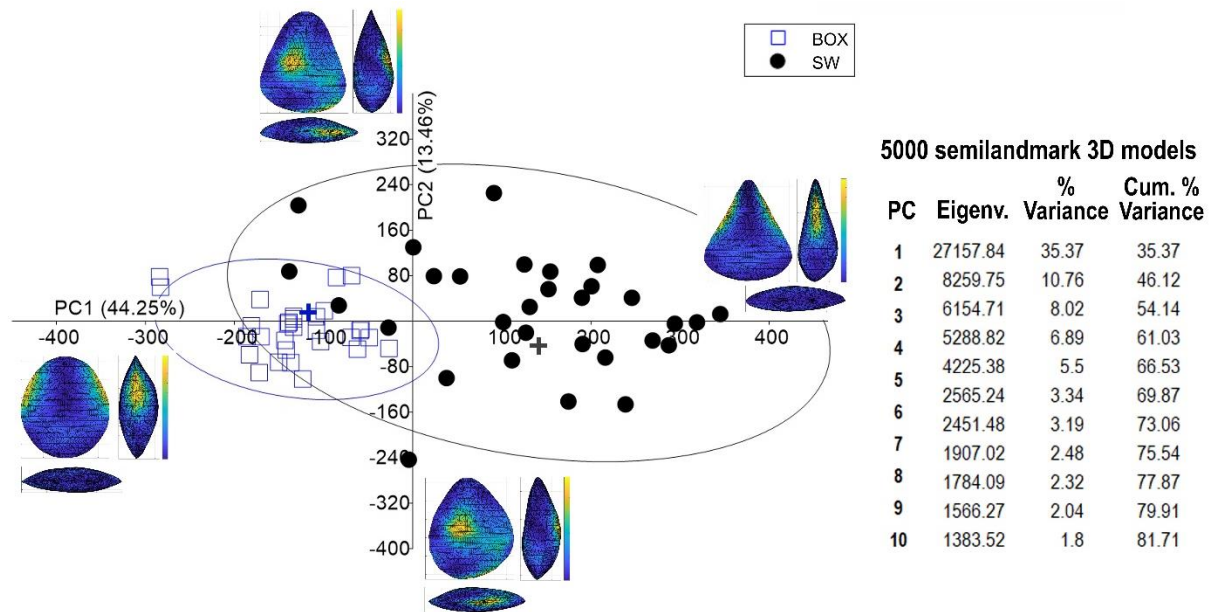 BOX
SW
PC2 (13.46%)
320
240
160
80
PC1 (44.25%)
-400
-300
-200
-100
100
200
300
400
-80
-160
-240
-320
-400
5000 semilandmark 3D models
PC Eigenv. % Variance Cum. % Variance
1 27157.84 35.37 35.37
2 8259.75 10.76 46.12
3 6154.71 8.02 54.14
4 5288.82 6.89 61.03
5 4225.38 5.5 66.53
2565.24 3.34 69.87
6 2451.48 3.19 73.06
7 1907.02 2.48 75.54
8 1784.09 2.32 77.87
9 1566.27 2.04 79.91
10 1383.52 1.8 81.71